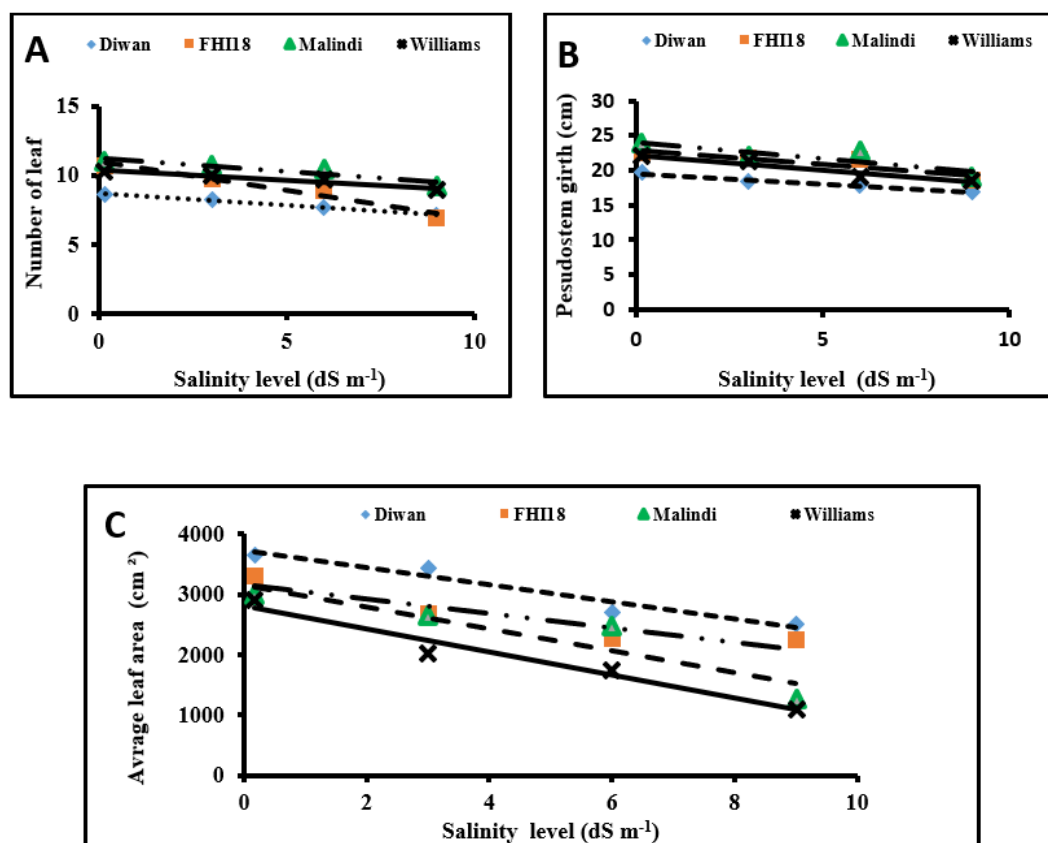 A
Diwan FHI18 Malindi Williams
Number of leaf
15
10
5
0
0 5 10
Salinity level (dS m⁻¹)
B
Diwan FHI18 Malindi Williams
Pesudostem girth (cm)
30
25
20
15
10
5
0
0 5 10
Salinity level (dS m⁻¹)
C
Diwan FHI18 Malindi Williams
Avrage leaf area (cm ²)
4000
3000
2000
1000
0
0 2 4 6 8 10
Salinity level (dS m⁻¹)